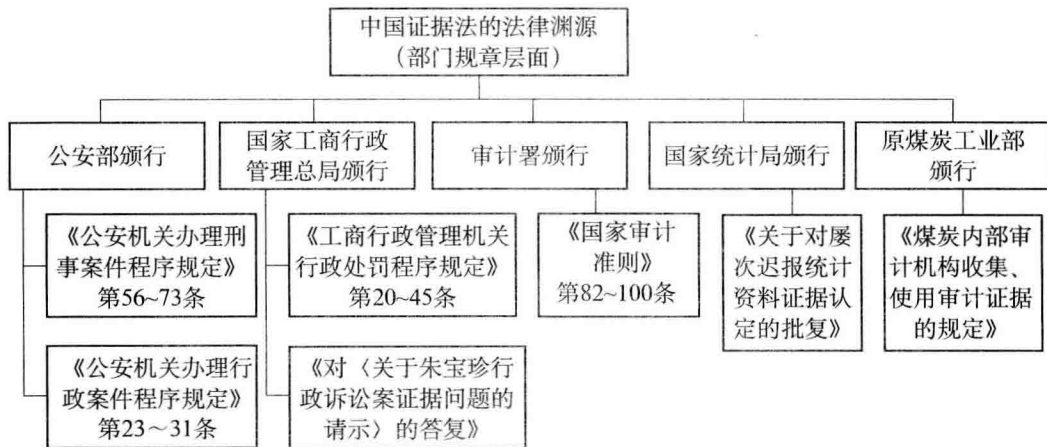 中国证据法的法律渊源
（部门规章层面）
公安部颁行
国家工商行政
管理总局颁行
审计署颁行
国家统计局颁行
原煤炭工业部
颁行
《公安机关办理刑
事案件程序规定》
第56~73条
《工商行政管理机关
行政处罚程序规定》
第20~45条
《国家审计
准则》
第82~100条
《关于对屡
次迟报统计
资料证据认
定的批复》
《煤炭内部审
计机构收集、
使用审计证据
的规定》
《公安机关办理行
政案件程序规定》
第23～31条
《对〈关于朱宝珍行
政诉讼案证据问题的
请示〉的答复》